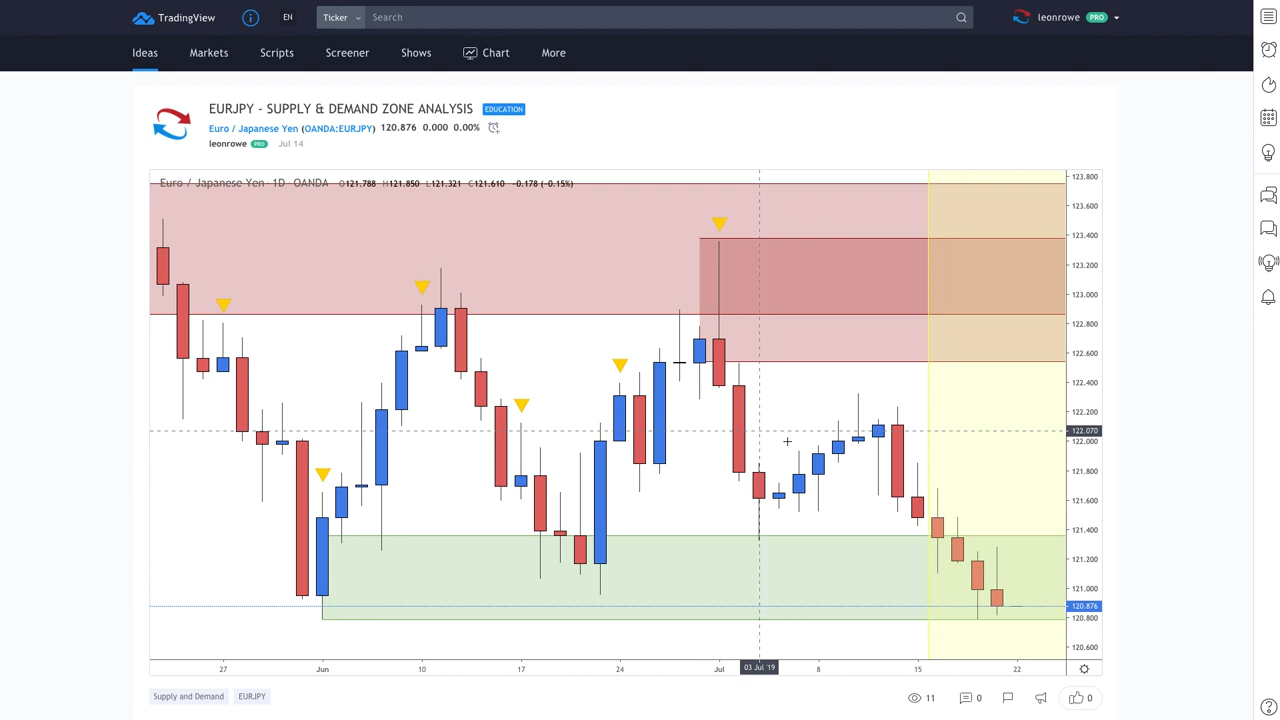 TradingView
EN
Ticker
Search
leonrowe PRO
Ideas Markets Scripts Screener Shows Chart More
EURJPY - SUPPLY & DEMAND ZONE ANALYSIS EDUCATION
Euro / Japanese Yen (OANDA:EURJPY) 120.876 0.000 0.00%
leonrowe PRO Jul 14
Euro / Japanese Yen · 1D · OANDA O121.788 H121.850 L121.321 C121.610 -0.178 (-0.15%)
123.800
123.600
123.400
123.200
123.000
122.800
122.600
122.400
122.200
122.070
122.000
121.800
121.600
121.400
121.200
121.000
120.876
120.800
120.600
27 Jun 10 17 24 Jul 03 Jul '19 8 15 22
Supply and Demand EURJPY
11 0 0